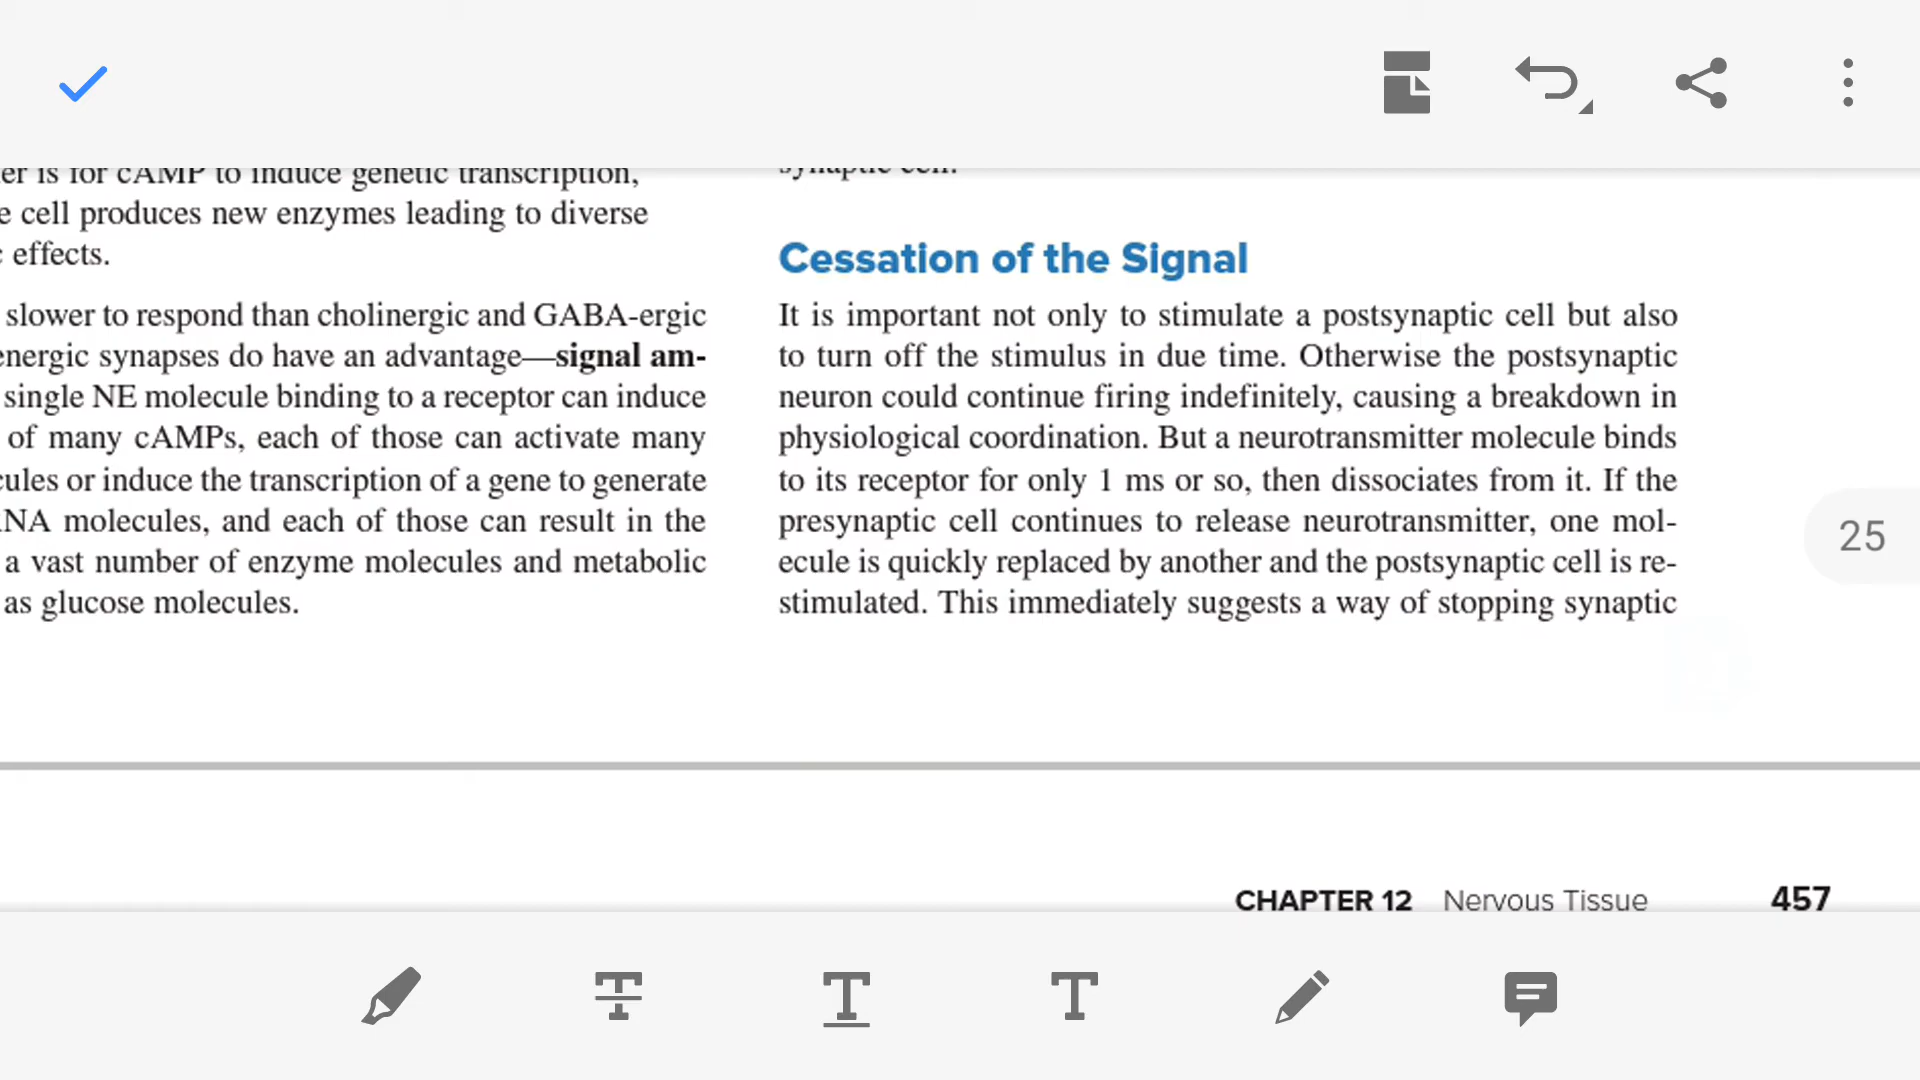 er is for cAMP to induce genetic transcription,
e cell produces new enzymes leading to diverse
effects.
slower to respond than cholinergic and GABA-ergic
energic synapses do have an advantage—signal am-
single NE molecule binding to a receptor can induce
of many cAMPs, each of those can activate many
cules or induce the transcription of a gene to generate
NA molecules, and each of those can result in the
a vast number of enzyme molecules and metabolic
as glucose molecules.
synaptic cell.
Cessation of the Signal
It is important not only to stimulate a postsynaptic cell but also
to turn off the stimulus in due time. Otherwise the postsynaptic
neuron could continue firing indefinitely, causing a breakdown in
physiological coordination. But a neurotransmitter molecule binds
to its receptor for only 1 ms or so, then dissociates from it. If the
presynaptic cell continues to release neurotransmitter, one mol-
ecule is quickly replaced by another and the postsynaptic cell is re-
stimulated. This immediately suggests a way of stopping synaptic
25
CHAPTER 12 Nervous Tissue 457